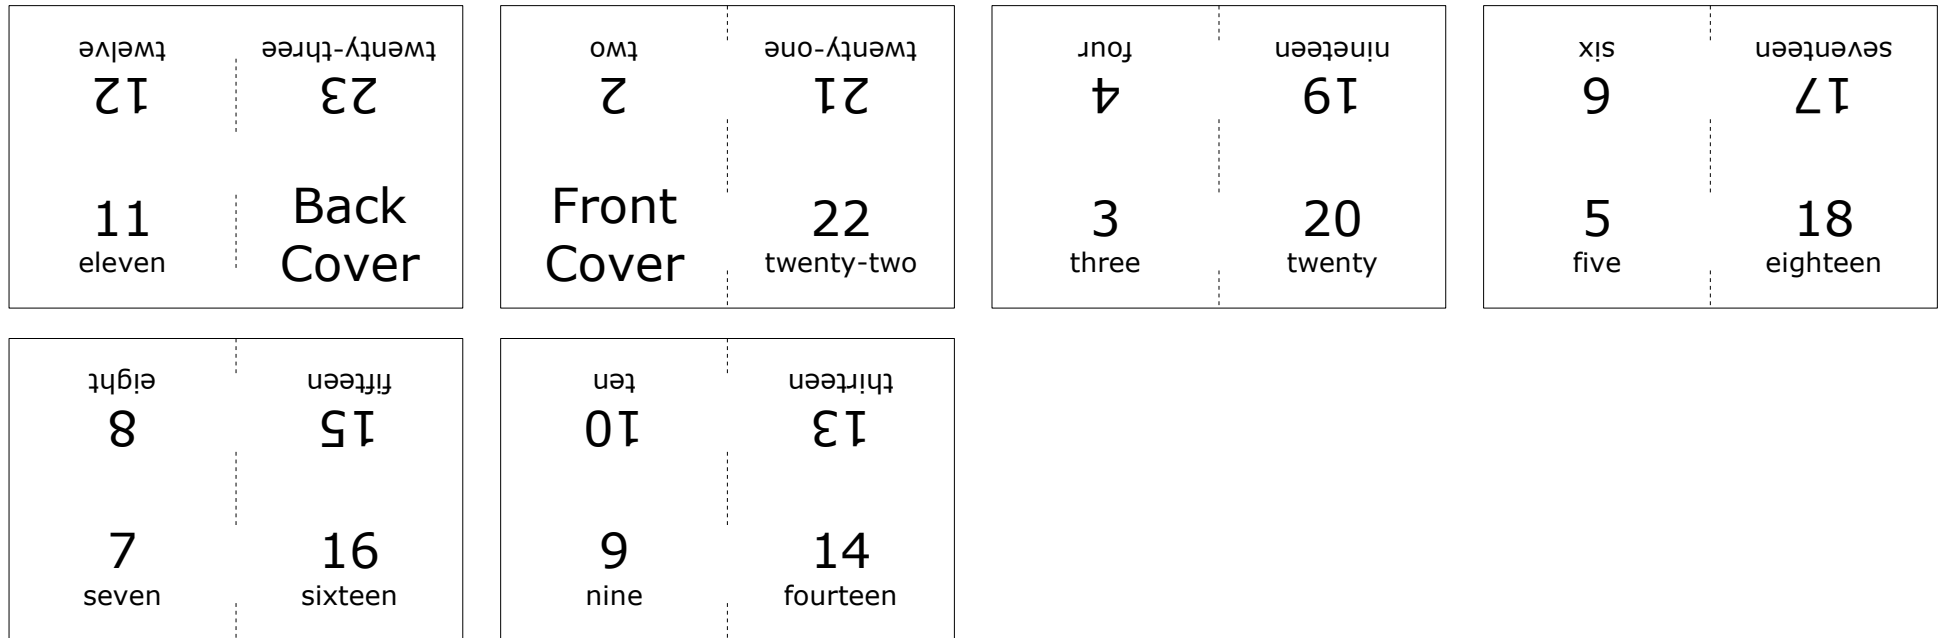 twelve
12
twenty-three
23
11
eleven
Back
Cover
two
2
twenty-one
21
Front
Cover
22
twenty-two
four
4
nineteen
19
3
three
20
twenty
six
6
seventeen
17
5
five
18
eighteen
eight
8
fifteen
15
7
seven
16
sixteen
ten
10
thirteen
13
9
nine
14
fourteen